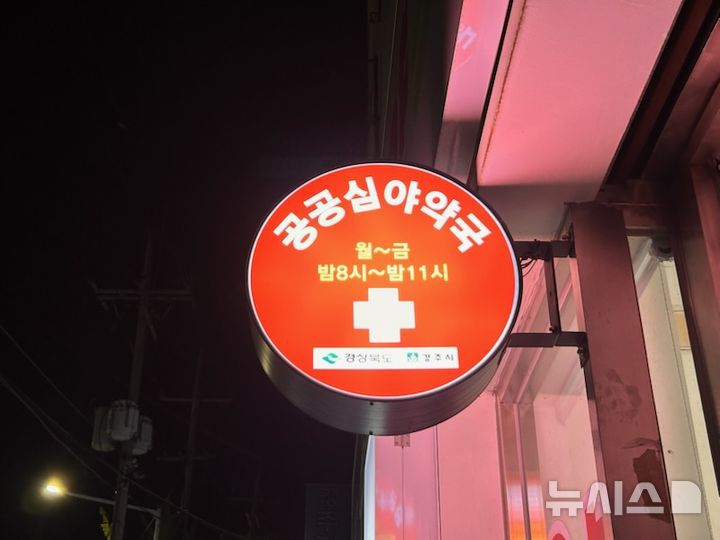 공공심야약국
월~금
밤8시~밤11시
경상북도 경주시
뉴시스